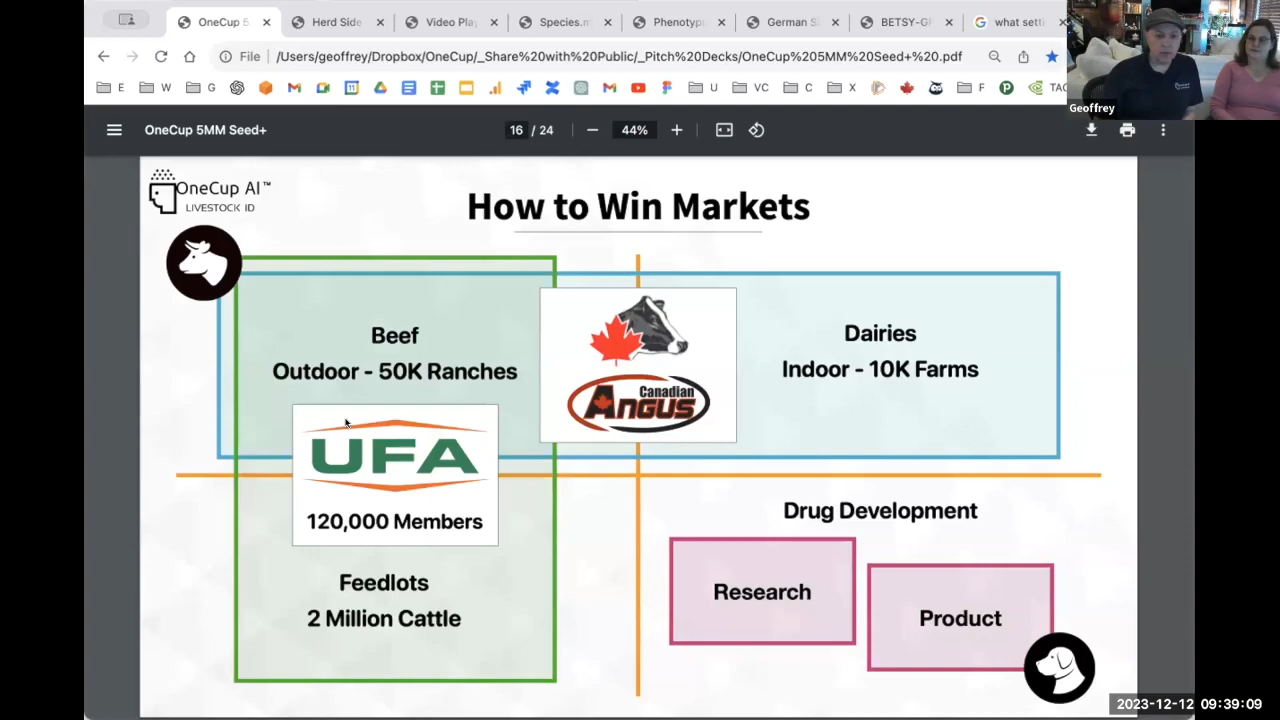 OneCup 5
Herd Side
Video Play
Species.m
Phenotyp
German S
BETSY-GP
what setti
File
/Users/geoffrey/Dropbox/OneCup/_Share%20with%20Public/_Pitch%20Decks/OneCup%205MM%20Seed+%20.pdf
E
W
G
U
VC
C
X
F
TAC
Geoffrey
OneCup 5MM Seed+
16 / 24
44%
OneCup AI™
LIVESTOCK ID
How to Win Markets
Beef
Outdoor - 50K Ranches
Canadian
Angus
Dairies
Indoor - 10K Farms
UFA
120,000 Members
Feedlots
2 Million Cattle
Drug Development
Research
Product
2023-12-12 09:39:09